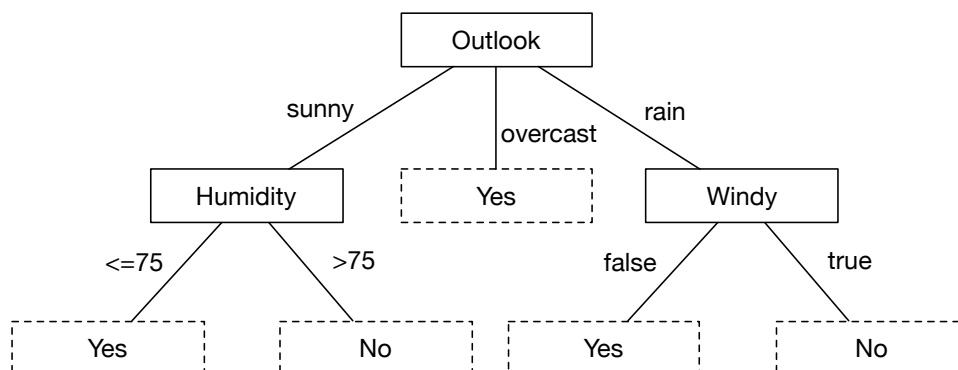 Outlook
sunny
rain
overcast
Humidity
Yes
Windy
<=75
>75
false
true
Yes
No
Yes
No